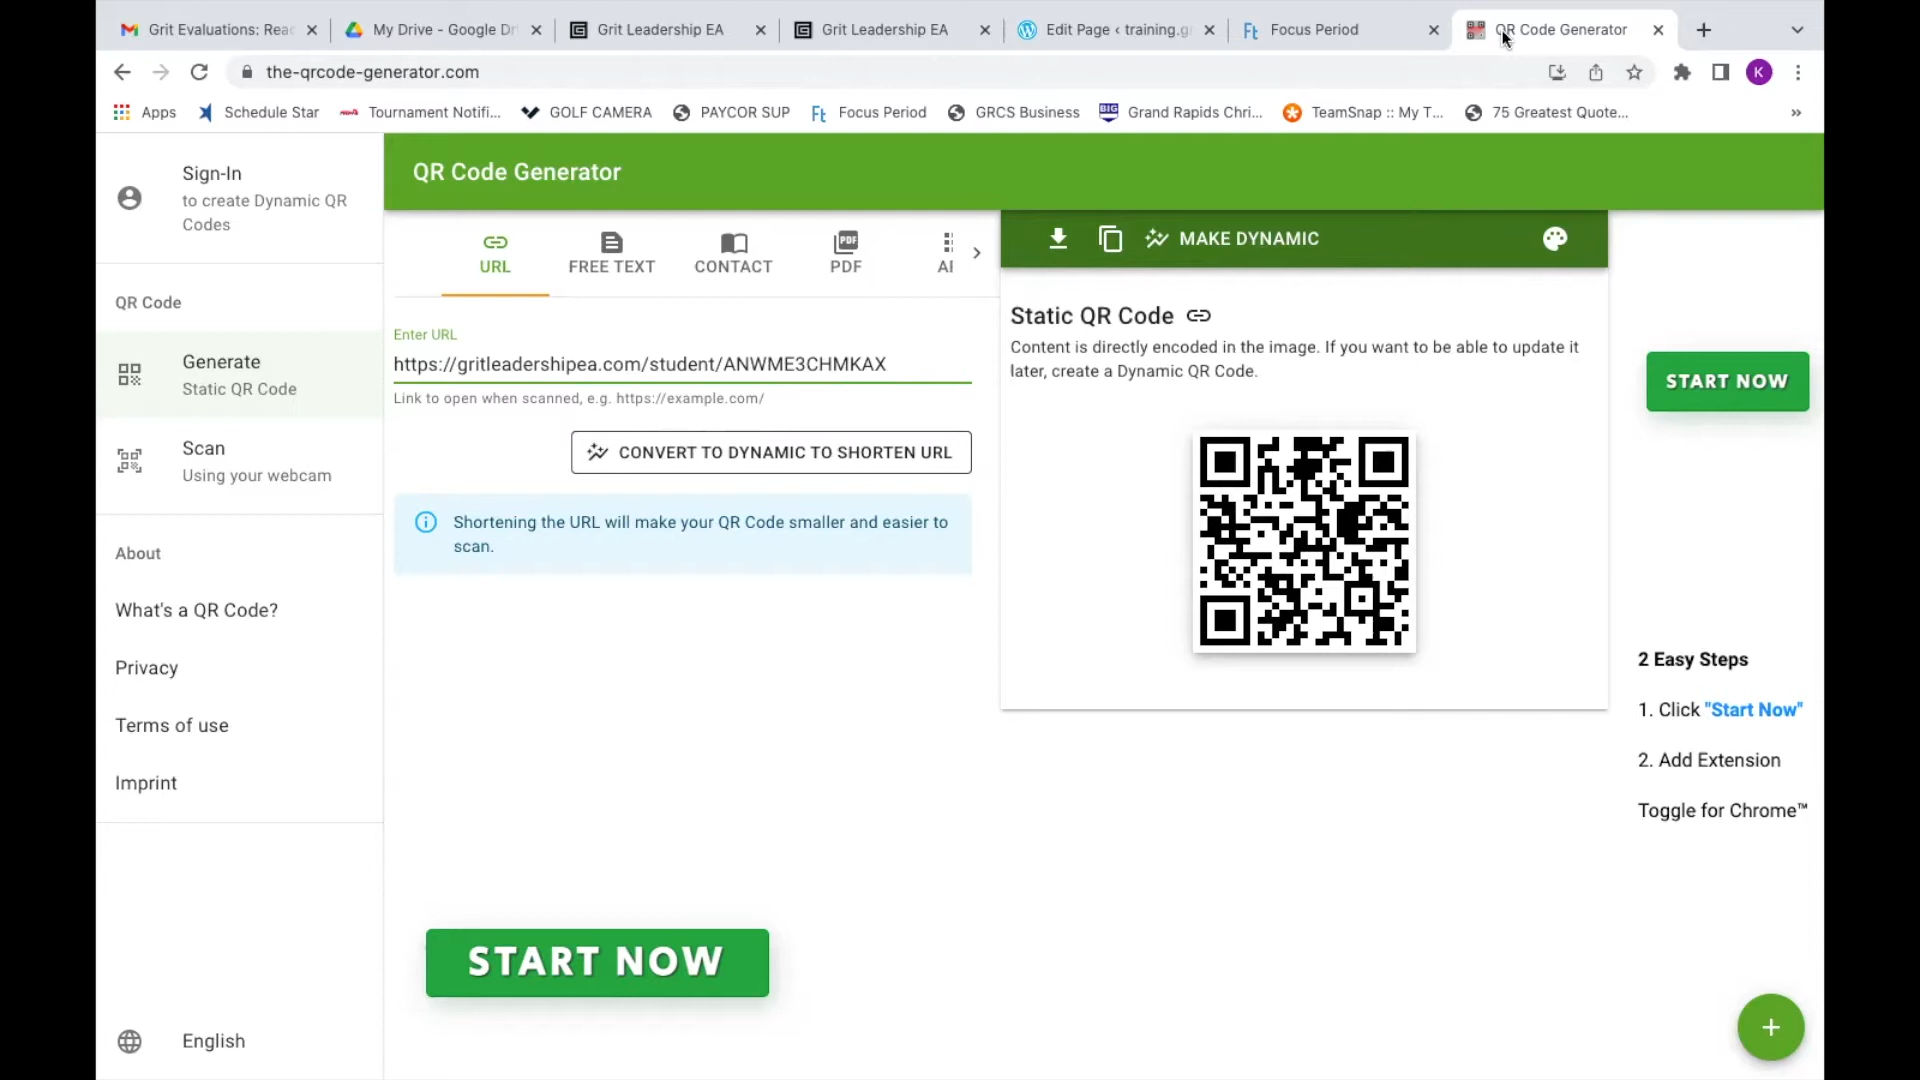 Grit Evaluations: Reac
My Drive - Google Dr
Grit Leadership EA
Grit Leadership EA
Edit Page ‹ training.gr
Focus Period
QR Code Generator
the-qrcode-generator.com
K
Apps
Schedule Star
Tournament Notifi...
GOLF CAMERA
PAYCOR SUP
Focus Period
GRCS Business
Grand Rapids Chri...
TeamSnap :: My T...
75 Greatest Quote...
»
Sign-In
to create Dynamic QR
Codes
QR Code
Generate
Static QR Code
Scan
Using your webcam
About
What's a QR Code?
Privacy
Terms of use
Imprint
English
QR Code Generator
URL
FREE TEXT
CONTACT
PDF
Enter URL
https://gritleadershipea.com/student/ANWME3CHMKAX
Link to open when scanned, e.g. https://example.com/
CONVERT TO DYNAMIC TO SHORTEN URL
Shortening the URL will make your QR Code smaller and easier to
scan.
START NOW
MAKE DYNAMIC
Static QR Code
Content is directly encoded in the image. If you want to be able to update it
later, create a Dynamic QR Code.
START NOW
2 Easy Steps
1. Click "Start Now"
2. Add Extension
Toggle for Chrome™